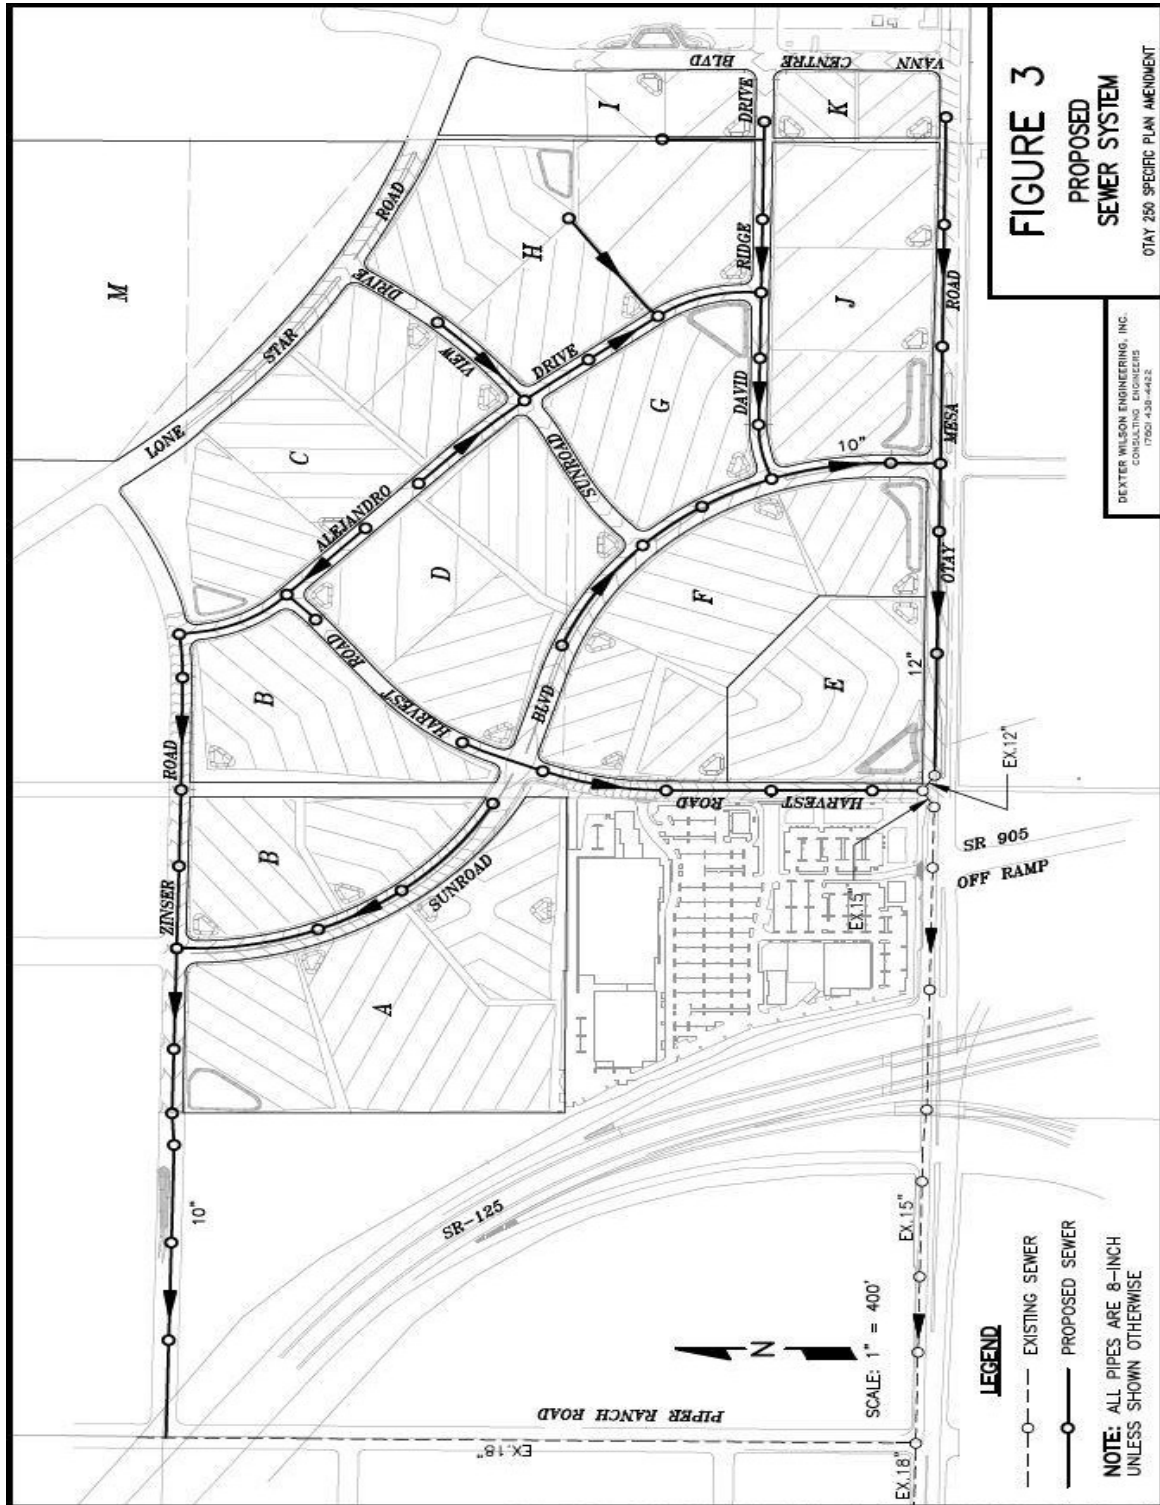 FIGURE 3
PROPOSED
SEWER SYSTEM
OTAY 250 SPECIFIC PLAN AMENDMENT
DEXTER WILSON ENGINEERING, INC.
CONSULTING ENGINEERS
(760) 438-4422
VANN
CENTRE
BLVD
DRIVE
I
K
M
LONE
STAR
ROAD
VIEW
DRIVE
H
RIDGE
J
ROAD
DRIVE
G
DAVID
MESA
10"
C
ALEJANDRO
SUNROAD
D
F
OTAY
12"
E
ROAD
HARVEST
BLVD
B
ROAD
EX.12"
ROAD
HARVEST
SR 905
OFF RAMP
B
ZINSER
SUNROAD
EX.15"
A
10"
SR-125
EX.15"
N
SCALE: 1" = 400'
PIPER RANCH ROAD
EX.18"
EX.18"
LEGEND
EXISTING SEWER
PROPOSED SEWER
NOTE: ALL PIPES ARE 8-INCH
UNLESS SHOWN OTHERWISE